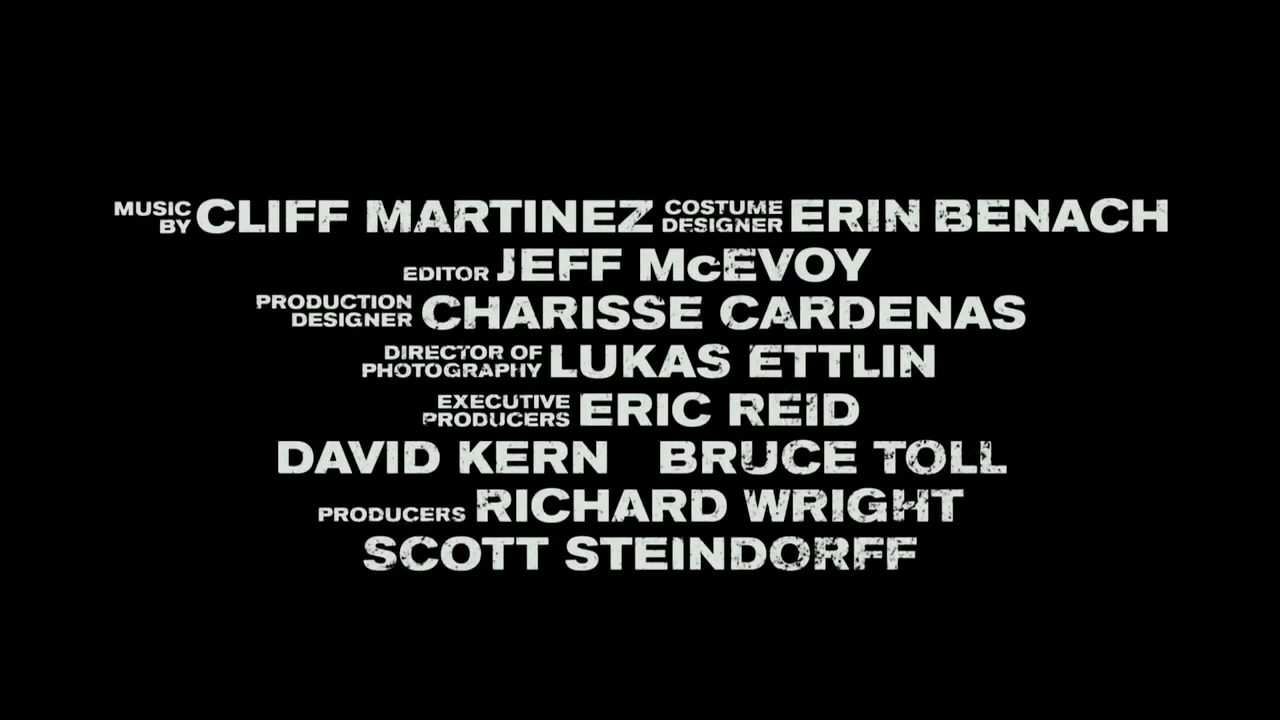 MUSIC BY CLIFF MARTINEZ COSTUME DESIGNER ERIN BENACH
EDITOR JEFF McEVOY
PRODUCTION DESIGNER CHARISSE CARDENAS
DIRECTOR OF PHOTOGRAPHY LUKAS ETTLIN
EXECUTIVE PRODUCERS ERIC REID
DAVID KERN BRUCE TOLL
PRODUCERS RICHARD WRIGHT
SCOTT STEINDORFF